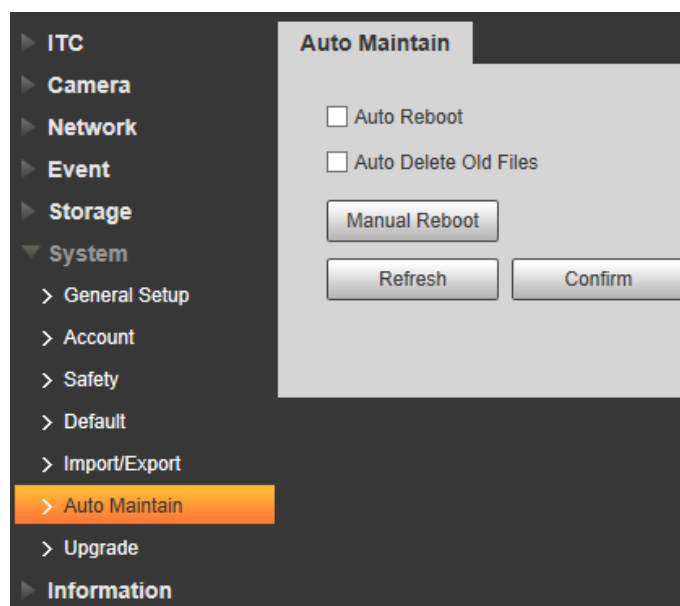 ITC
Camera
Network
Event
Storage
System
General Setup
Account
Safety
Default
Import/Export
Auto Maintain
Upgrade
Information
Auto Maintain
Auto Reboot
Auto Delete Old Files
Manual Reboot
Refresh Confirm